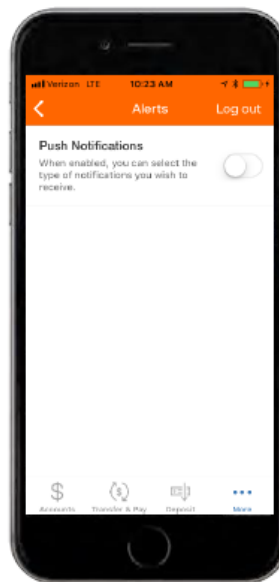 Verizon LTE 10:23 AM
Alerts Log out
Push Notifications
When enabled, you can select the
type of notifications you wish to
receive.
Accounts Transfer & Pay Deposit More